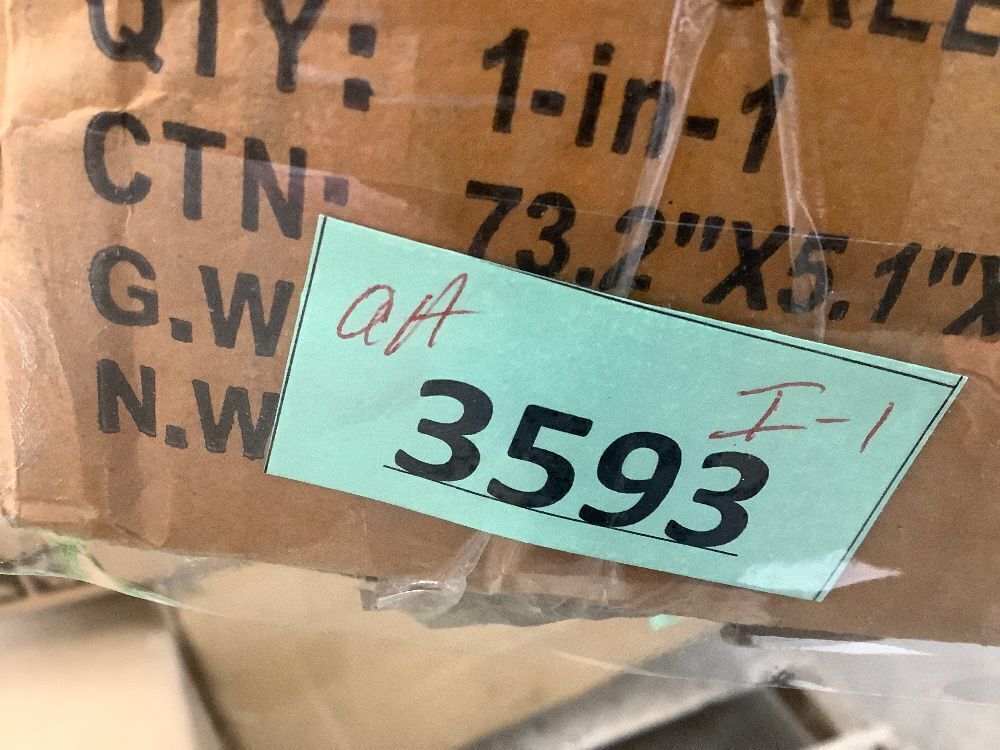 QTY: 1-in-1
CTN: 73.2"X5.1"X
G.W
N.W
aA
I-1
3593